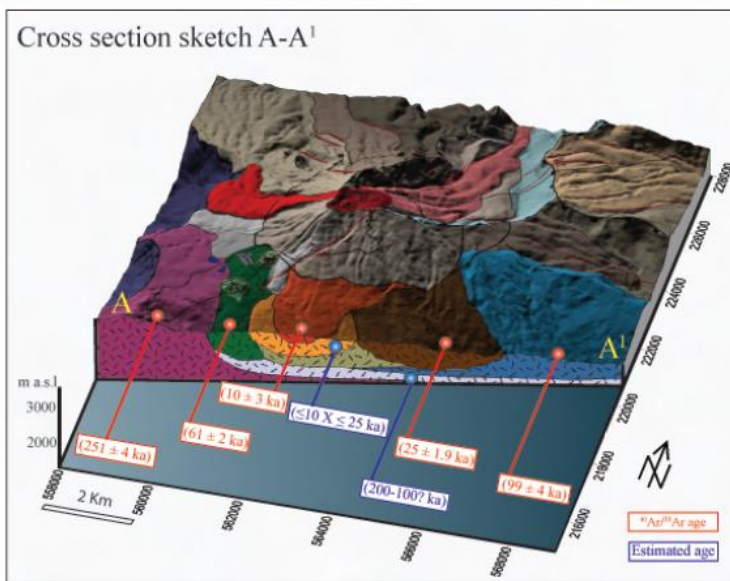 Cross section sketch A-A¹
A
A¹
m a.s.l
3000
2000
(251 ± 4 ka)
(61 ± 2 ka)
(10 ± 3 ka)
(≤10 X ≤ 25 ka)
(200-100? ka)
(25 ± 1.9 ka)
(99 ± 4 ka)
2 Km
558000
560000
562000
564000
566000
568000
216000
218000
220000
222000
224000
226000
228000
N
⁴⁰Ar/³⁹Ar age
Estimated age